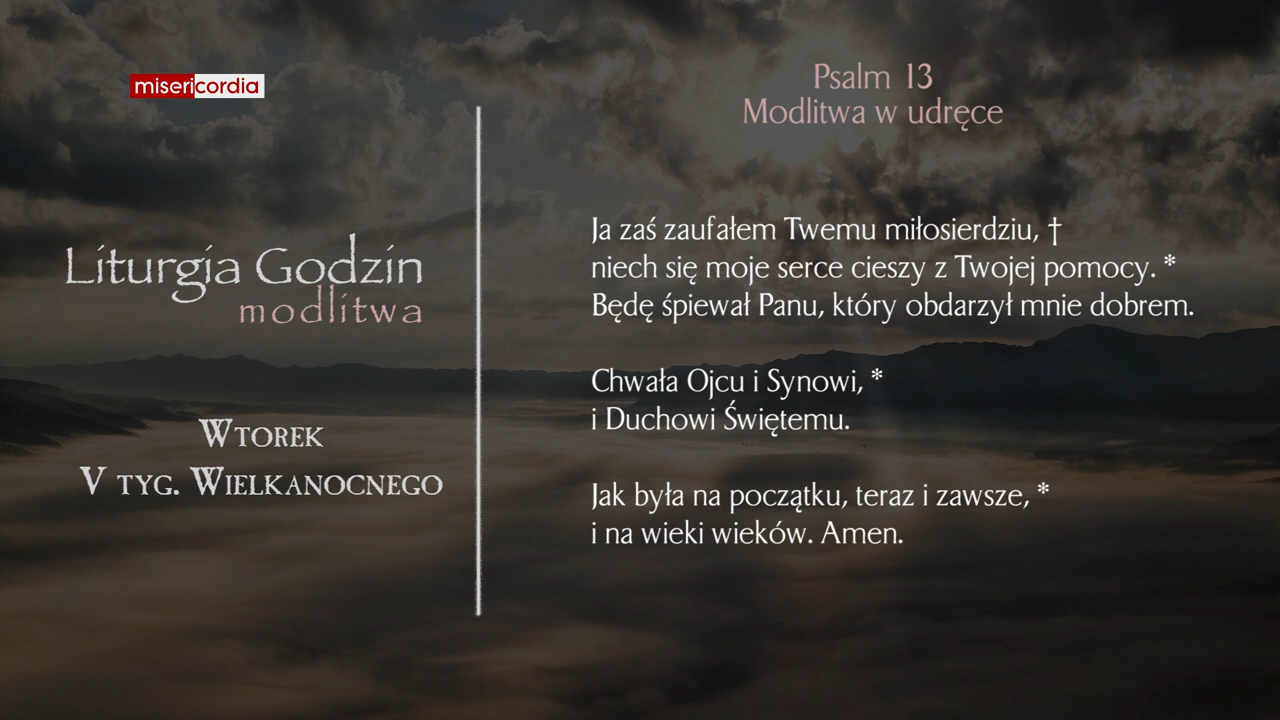 misericordia
Liturgia Godzin
modlitwa
Wtorek
V tyg. Wielkanocnego
Psalm 13
Modlitwa w udręce
Ja zaś zaufałem Twemu miłosierdziu, †
niech się moje serce cieszy z Twojej pomocy. *
Będę śpiewał Panu, który obdarzył mnie dobrem.
Chwała Ojcu i Synowi, *
i Duchowi Świętemu.
Jak była na początku, teraz i zawsze, *
i na wieki wieków. Amen.